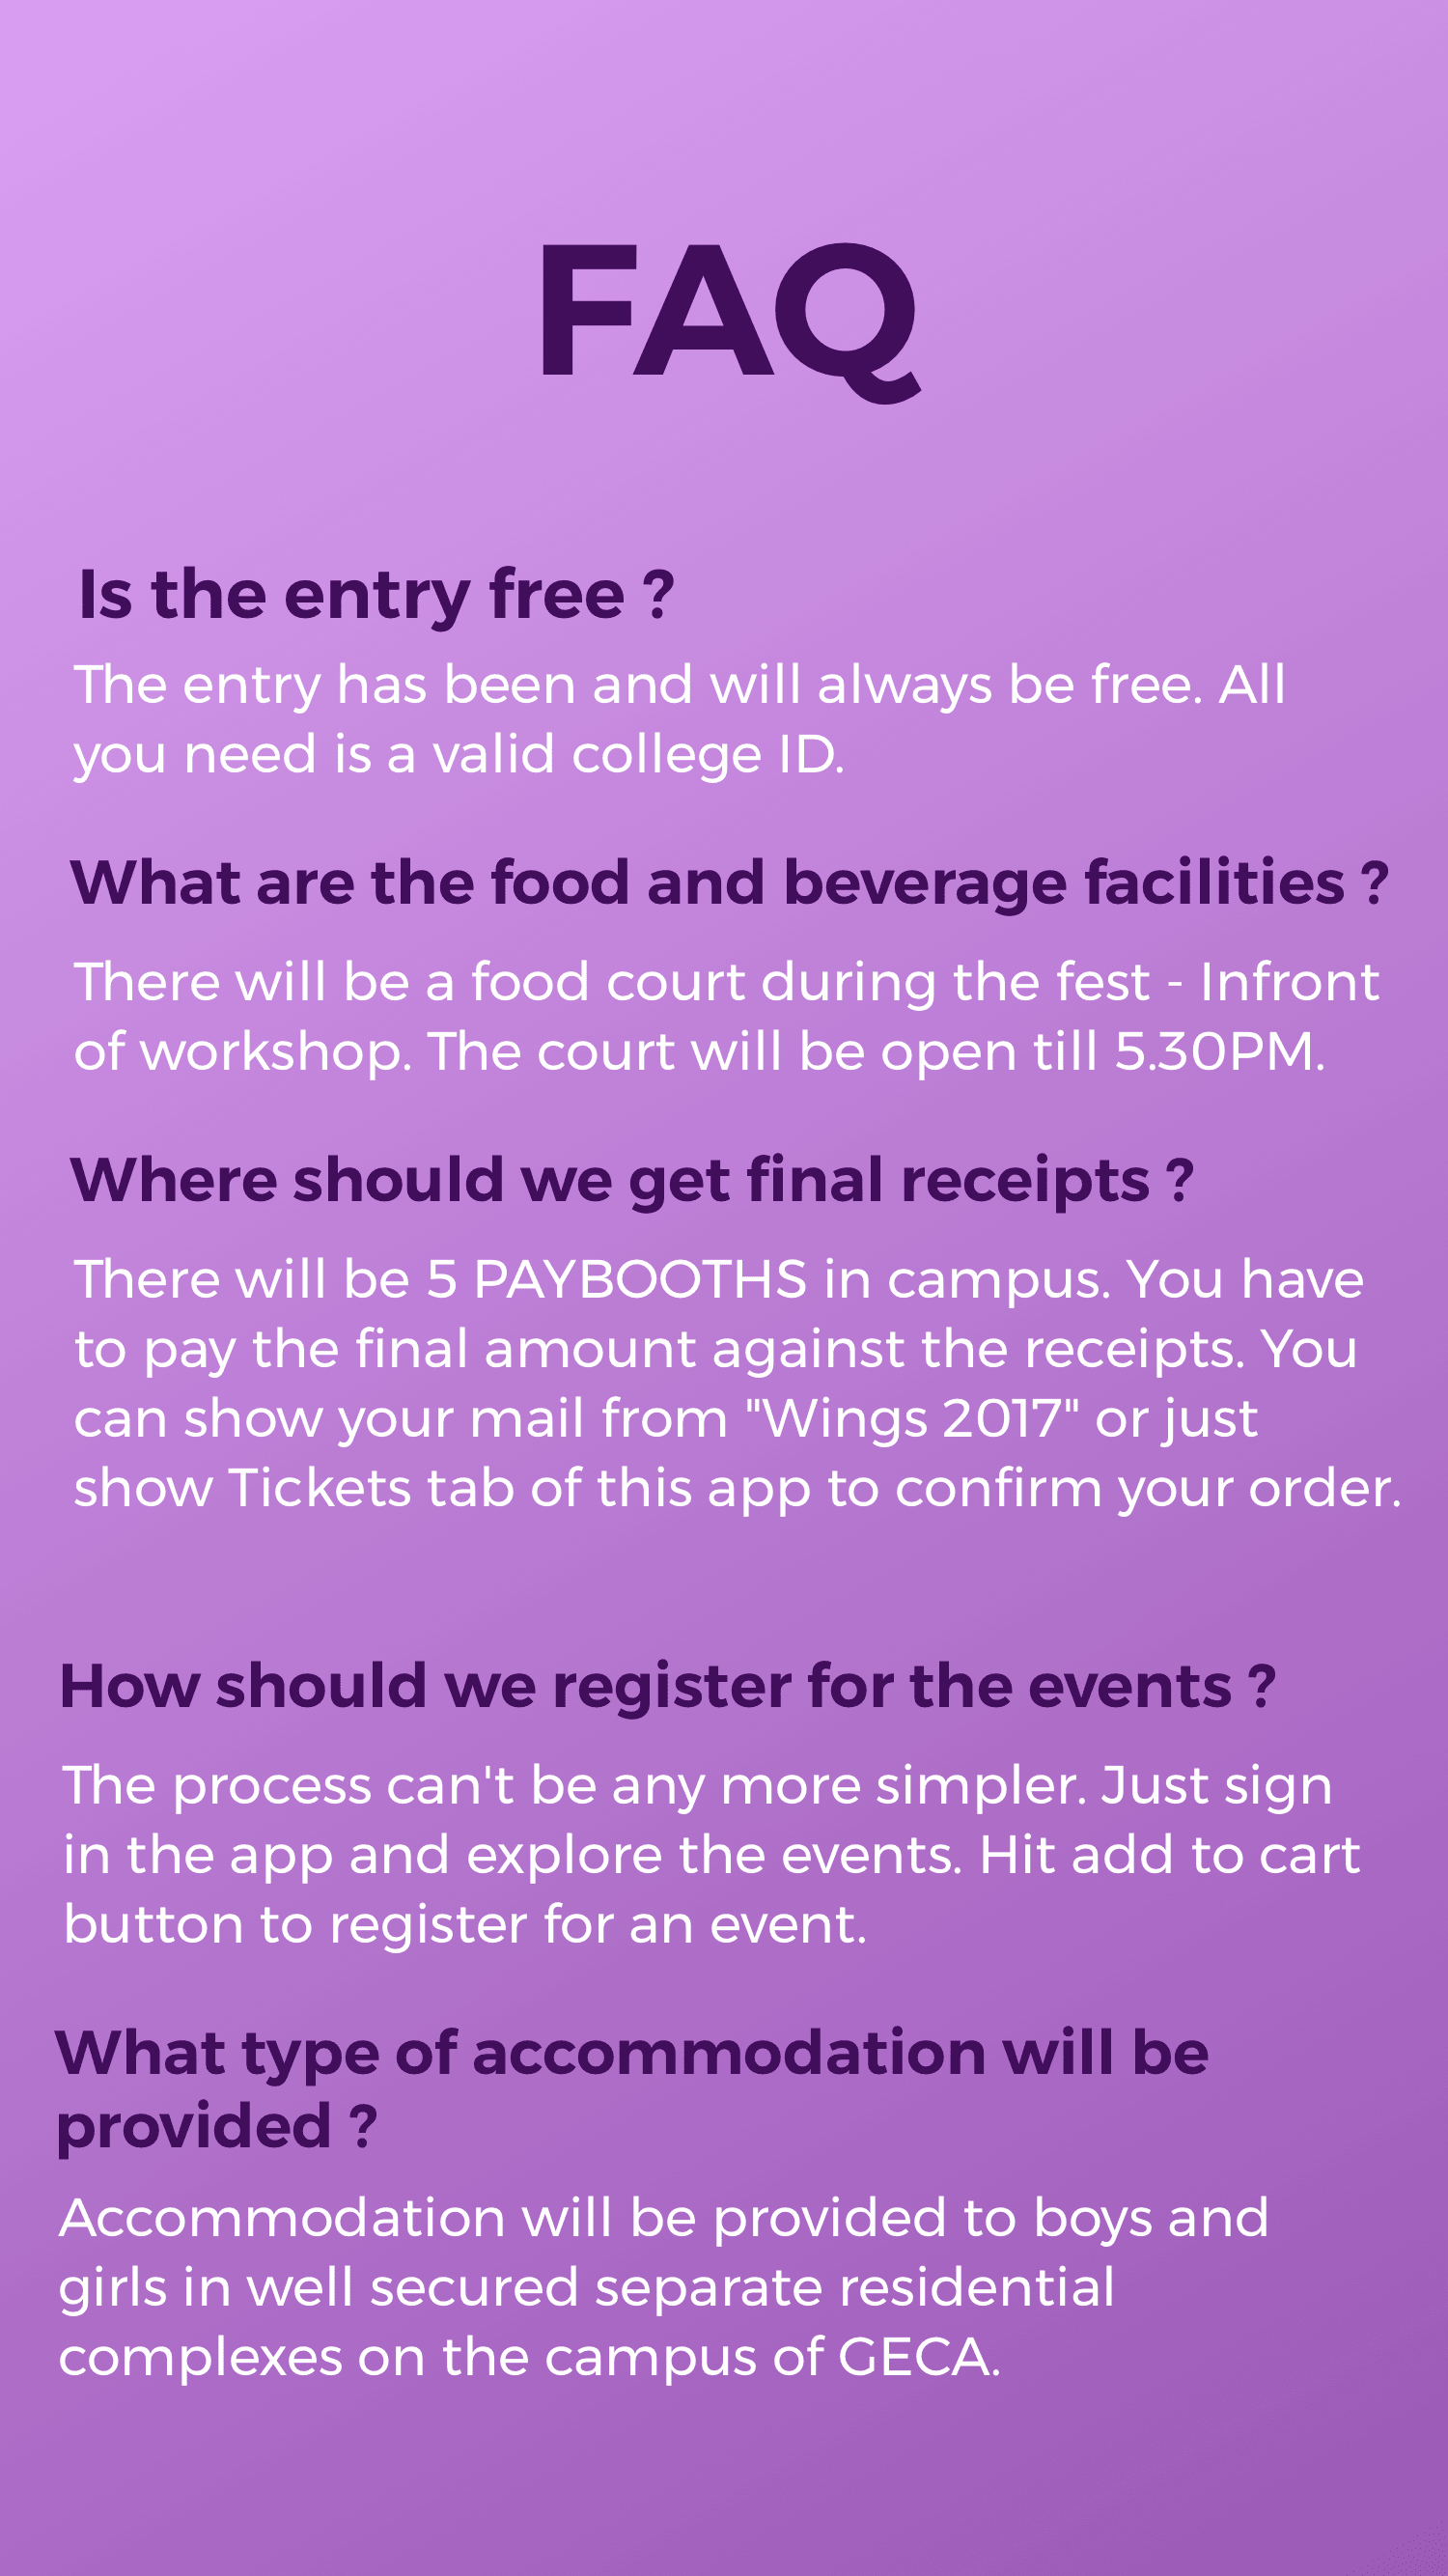 FAQ
Is the entry free ?
The entry has been and will always be free. All
you need is a valid college ID.
What are the food and beverage facilities ?
There will be a food court during the fest - Infront
of workshop. The court will be open till 5.30PM.
Where should we get final receipts ?
There will be 5 PAYBOOTHS in campus. You have
to pay the final amount against the receipts. You
can show your mail from "Wings 2017" or just
show Tickets tab of this app to confirm your order.
How should we register for the events ?
The process can't be any more simpler. Just sign
in the app and explore the events. Hit add to cart
button to register for an event.
What type of accommodation will be
provided ?
Accommodation will be provided to boys and
girls in well secured separate residential
complexes on the campus of GECA.